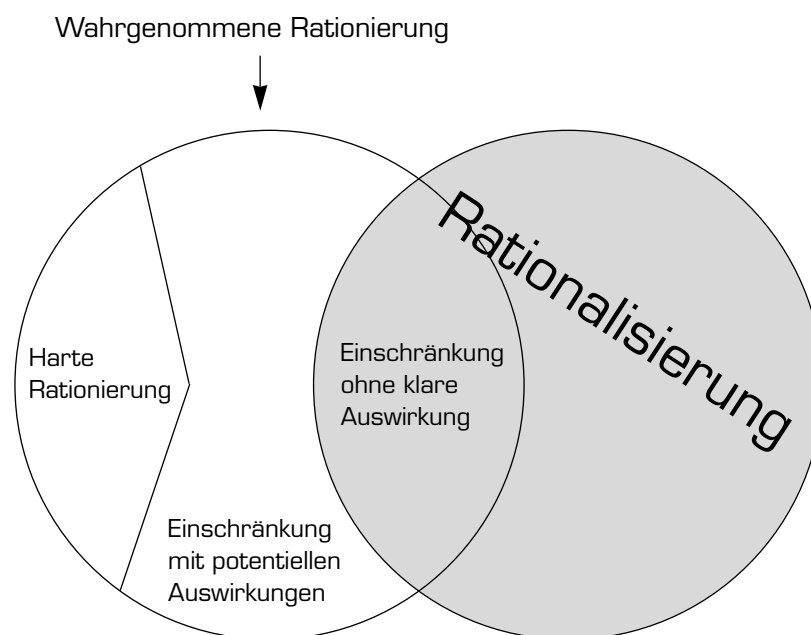 Wahrgenommene Rationierung
Rationalisierung
Harte
Rationierung
Einschränkung
ohne klare
Auswirkung
Einschränkung
mit potentiellen
Auswirkungen